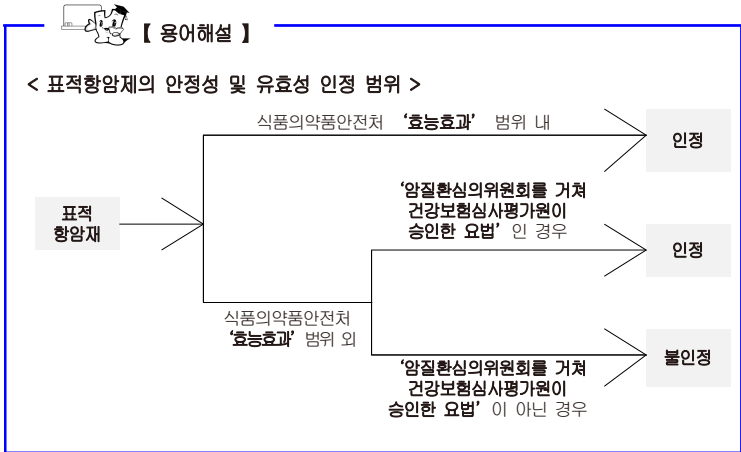 【 용어해설 】
< 표적항암제의 안정성 및 유효성 인정 범위 >
식품의약품안전처 ‘효능효과’ 범위 내
인정
‘암질환심의위원회를 거쳐
건강보험심사평가원이
승인한 요법’ 인 경우
표적
항암재
인정
식품의약품안전처
‘효능효과’ 범위 외
불인정
‘암질환심의위원회를 거쳐
건강보험심사평가원이
승인한 요법’ 이 아닌 경우